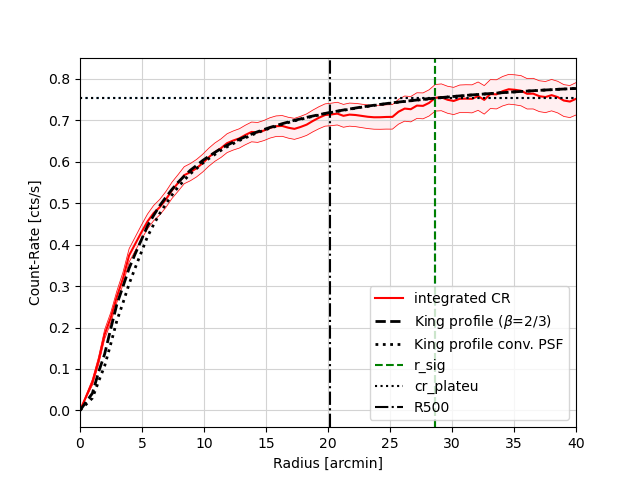 0.8
0.7
0.6
0.5
0.4
0.3
0.2
0.1
0.0
Count-Rate [cts/s]
integrated CR
King profile (β=2/3)
King profile conv. PSF
r_sig
cr_plateu
R500
0 5 10 15 20 25 30 35 40
Radius [arcmin]